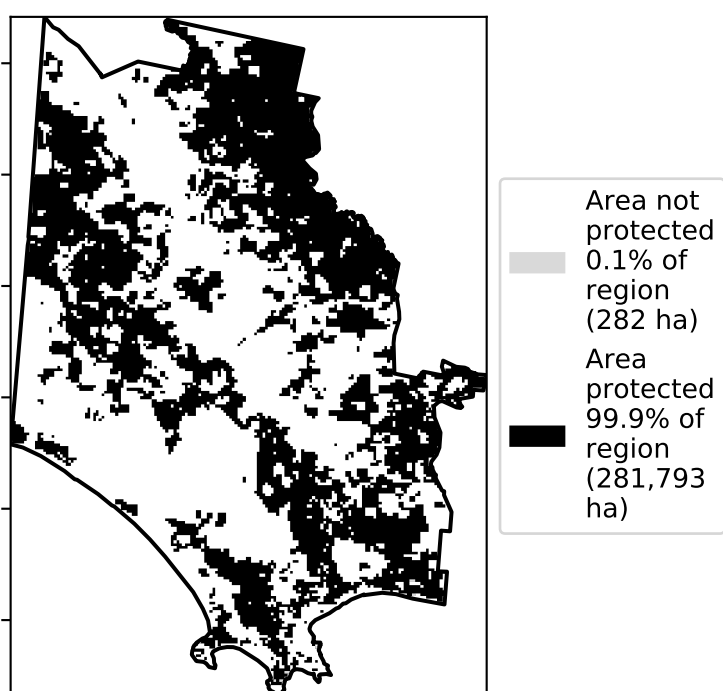 Area not
protected
0.1% of
region
(282 ha)
Area
protected
99.9% of
region
(281,793
ha)